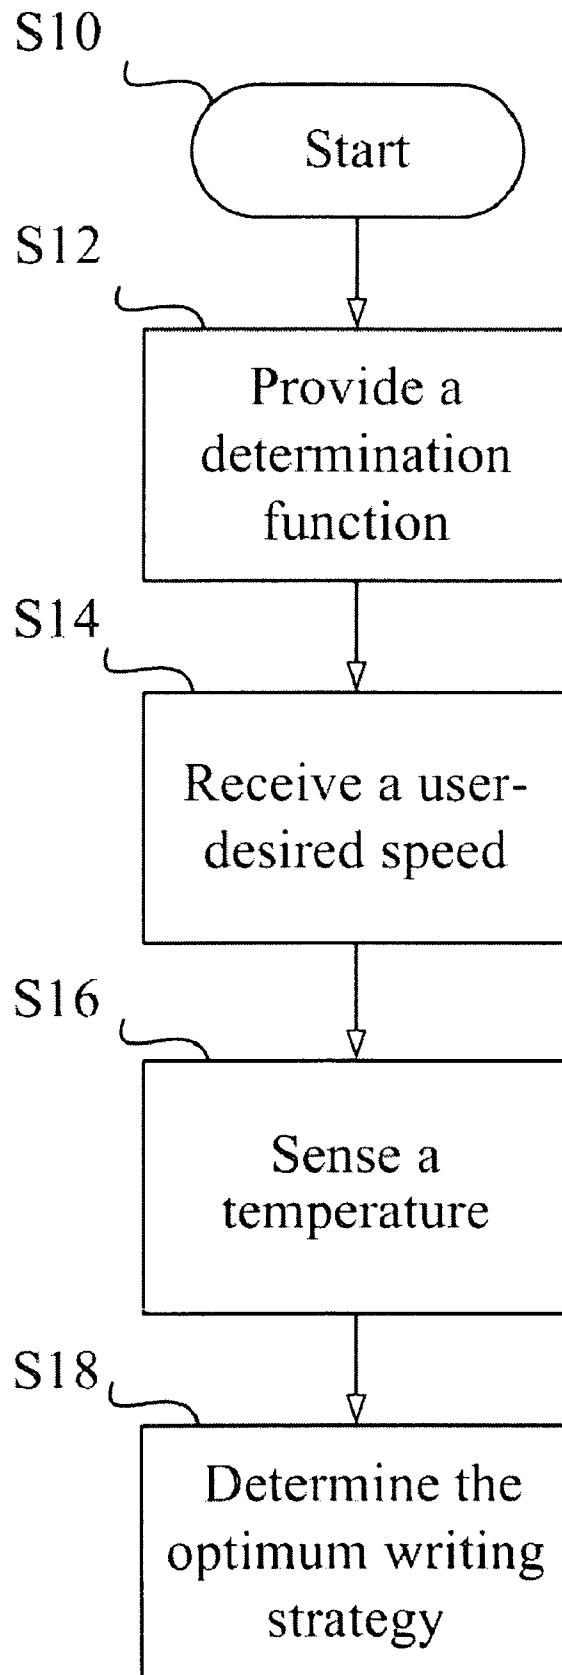 S10
Start
S12
Provide a
determination
function
S14
Receive a user-
desired speed
S16
Sense a
temperature
S18
Determine the
optimum writing
strategy